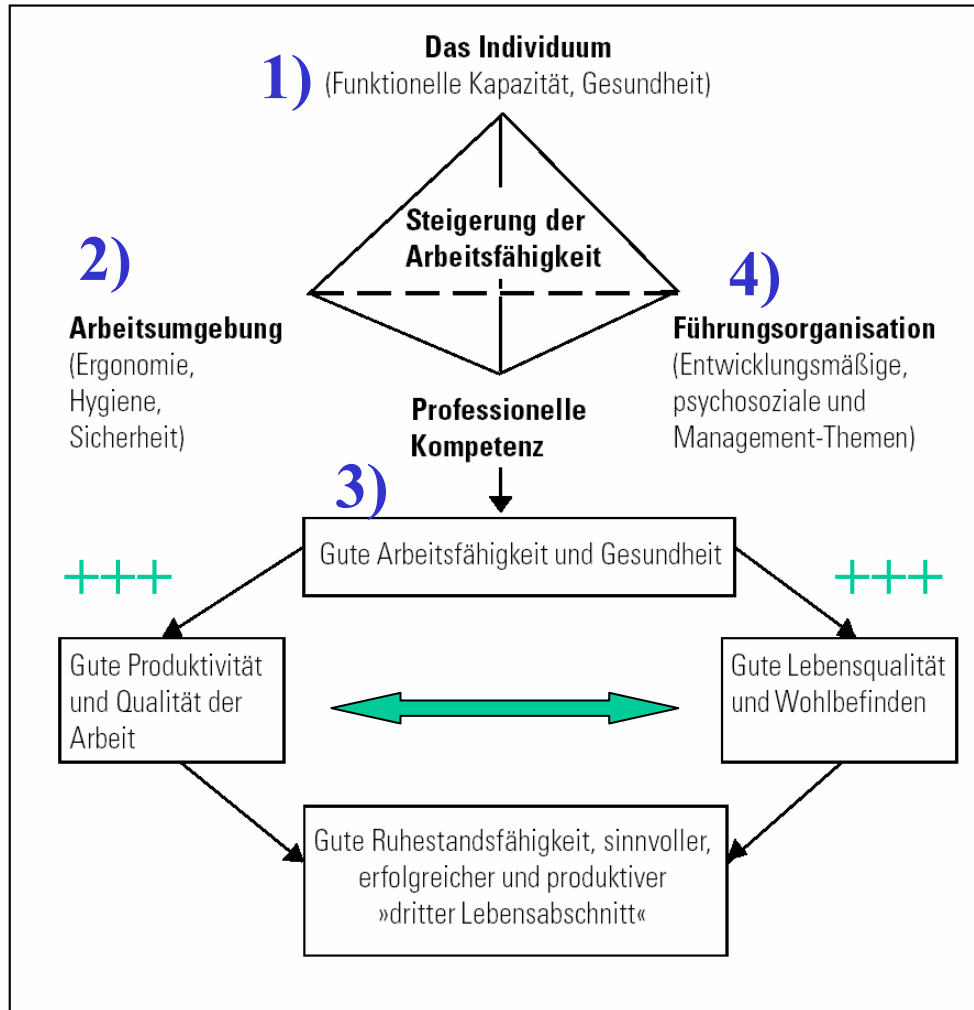 Das Individuum
1) (Funktionelle Kapazität, Gesundheit)
Steigerung der
Arbeitsfähigkeit
2)
Arbeitsumgebung
(Ergonomie,
Hygiene,
Sicherheit)
4)
Führungsorganisation
(Entwicklungsmäßige,
psychosoziale und
Management-Themen)
Professionelle
Kompetenz
3)
Gute Arbeitsfähigkeit und Gesundheit
+++
+++
Gute Produktivität
und Qualität der
Arbeit
Gute Lebensqualität
und Wohlbefinden
Gute Ruhestandsfähigkeit, sinnvoller,
erfolgreicher und produktiver
»dritter Lebensabschnitt«